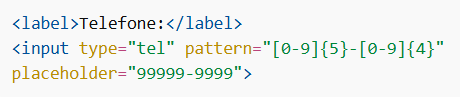 <label>Telefone:</label>
<input type="tel" pattern="[0-9]{5}-[0-9]{4}"
placeholder="99999-9999">